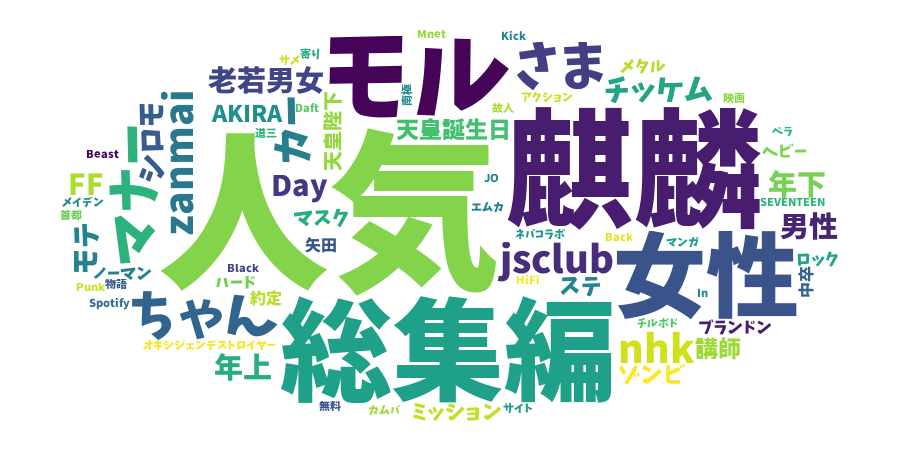 Mnet
Kick
モル
さま
寄り
サメ
メタル
老若男女
チッケム
zanmai
南極
アクション
映画
天皇陛下
AKIRA
Daft
故人
シロモ
カー
道三
天皇誕生日
麒麟
ペラ
人気
Beast
マナー
ヘビー
FF
Day
JO
年下
メイデン
エムカ
SEVENTEEN
首都
マスク
男性
モテ
矢田
ネバコラボ
Back
マンガ
女性
jsclub
ロック
ノーマン
Black
中卒
Punk
物語
ハード
HiFi
ステ
In
Spotify
ちゃん
約定
総集編
チルボド
ブランドン
オキシジェンデストロイヤー
nhk
講師
年上
ゾンビ
無料
カムバ
ミッション
サイト